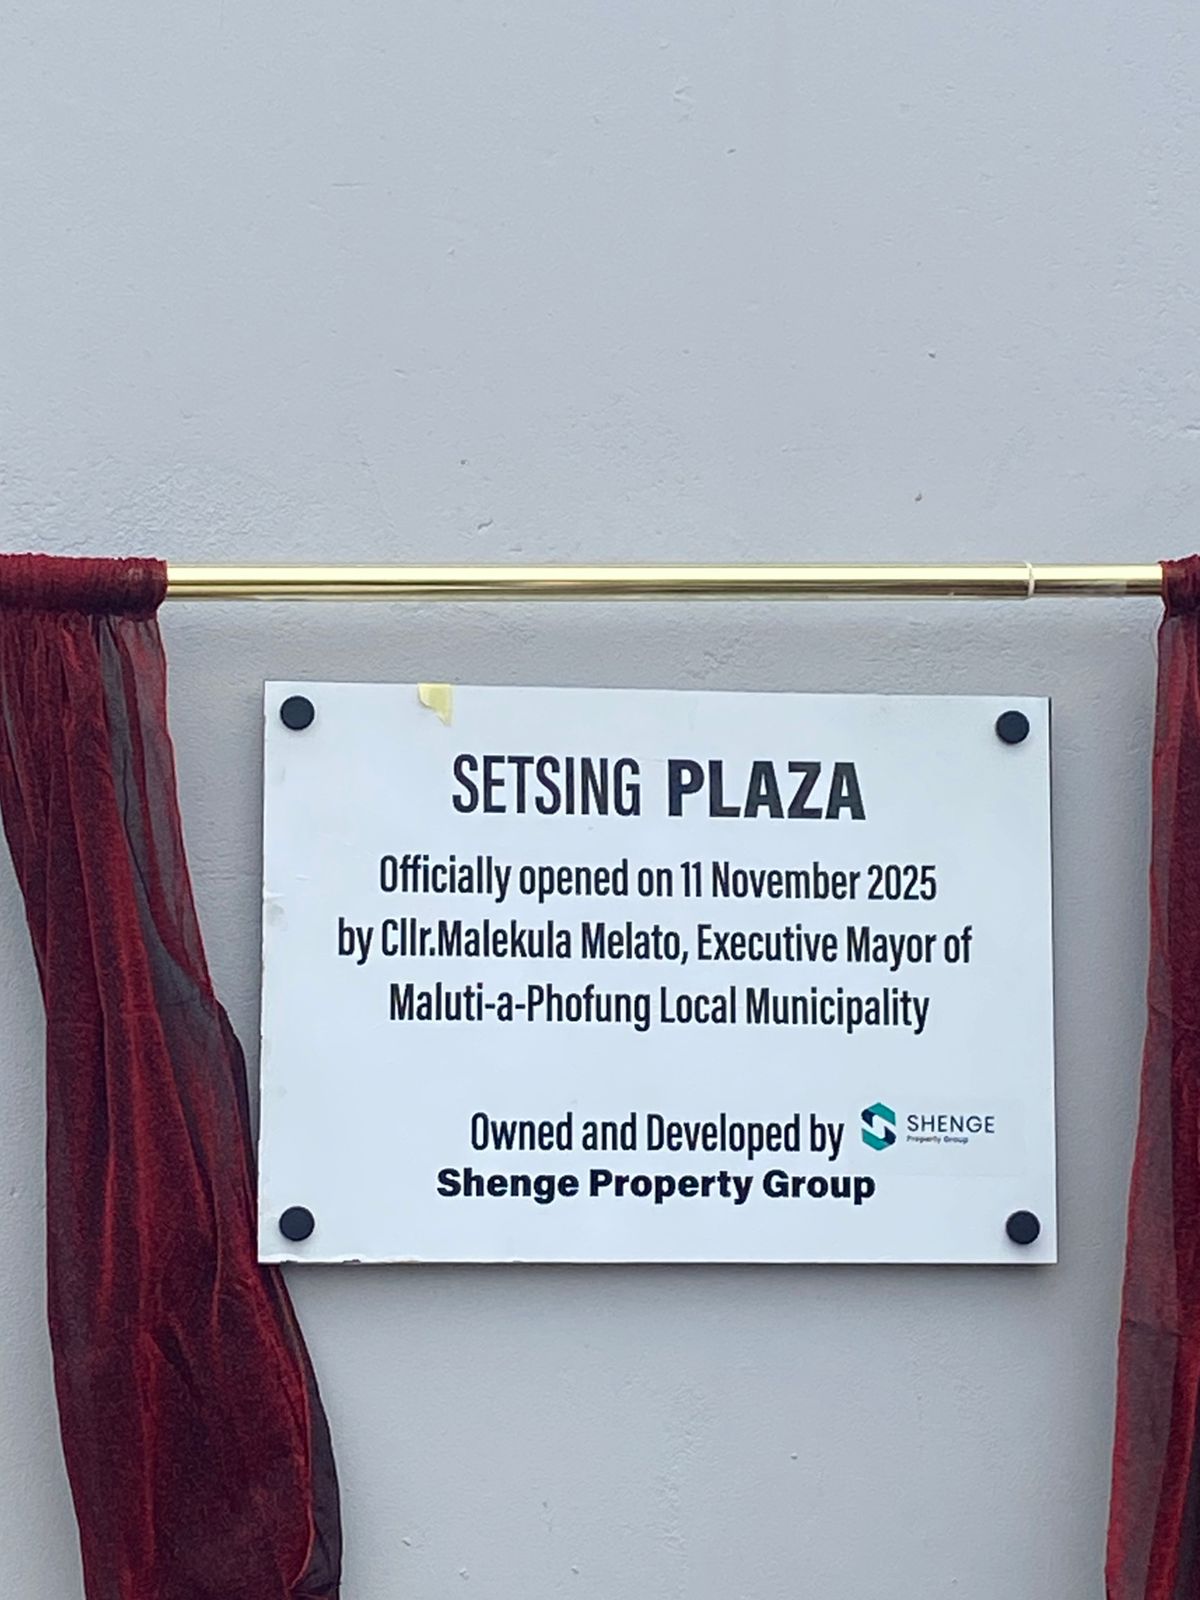 SETSING PLAZA
Officially opened on 11 November 2025
by Cllr.Malekula Melato, Executive Mayor of
Maluti-a-Phofung Local Municipality
Owned and Developed by
SHENGE
Property Group
Shenge Property Group